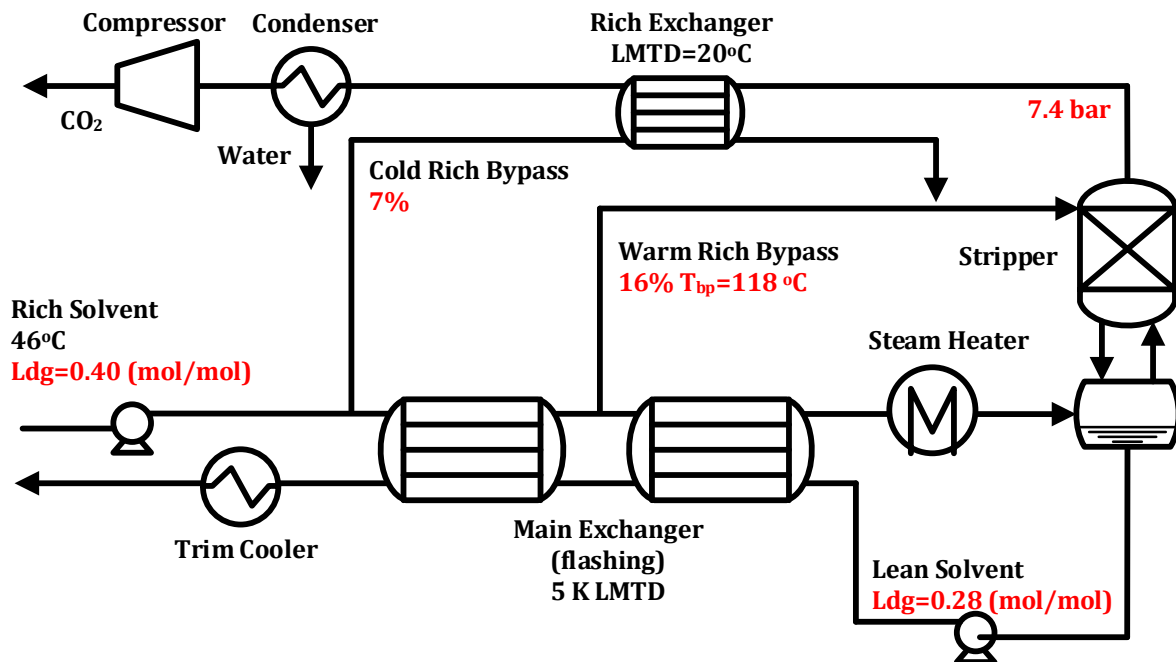 Compressor
Condenser
Rich Exchanger
LMTD=20°C
7.4 bar
CO₂
Water
Cold Rich Bypass
7%
Warm Rich Bypass
16% Tbp=118 °C
Stripper
Rich Solvent
46°C
Ldg=0.40 (mol/mol)
Steam Heater
Trim Cooler
Main Exchanger
(flashing)
5 K LMTD
Lean Solvent
Ldg=0.28 (mol/mol)